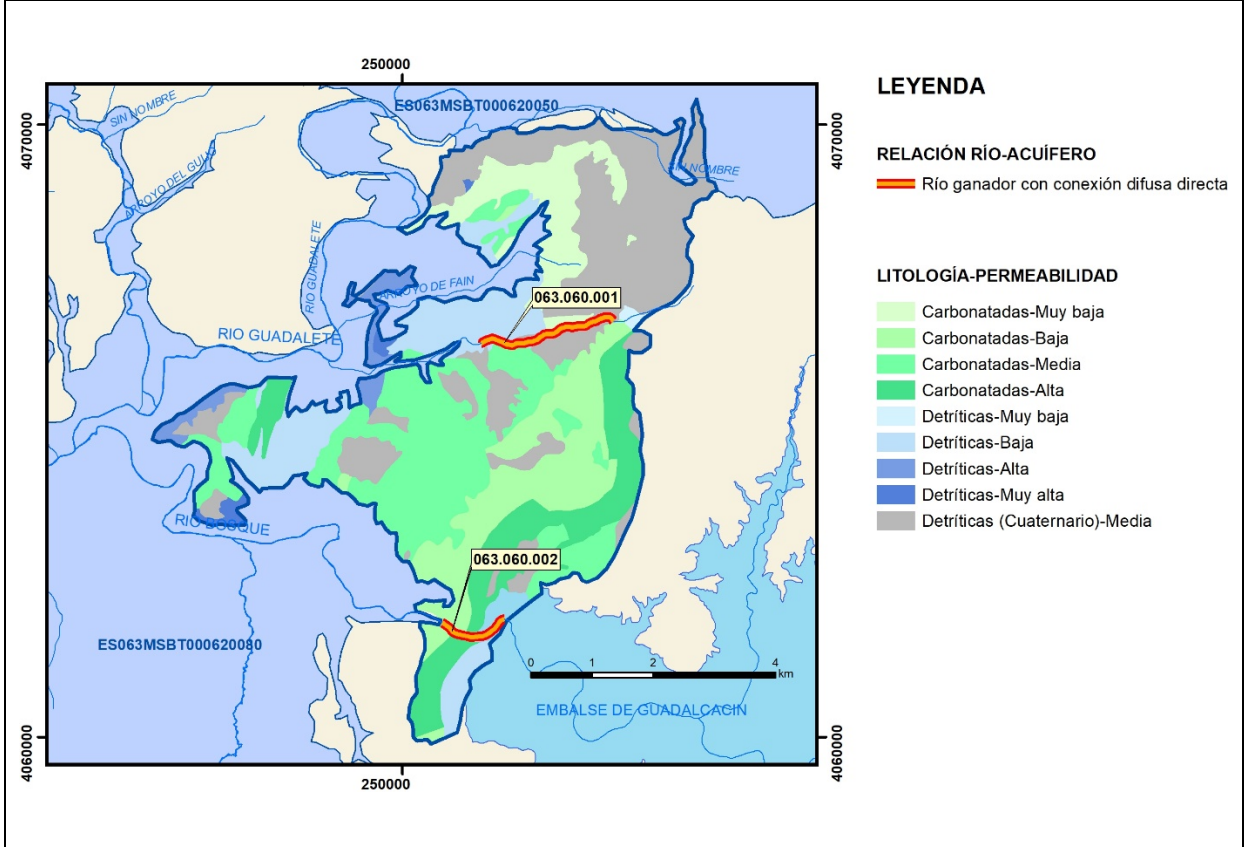 250000
4070000
4070000
ES063MSBT000620050
SIN NOMBRE
ARROYO DEL GULL
SIN NOMBRE
RIO GUADALETE
ARROYO DE FAIN
063.060.001
RIO GUADALETE
RIO BOSQUE
063.060.002
ES063MSBT000620080
0 1 2 4
km
EMBALSE DE GUADALCACIN
4060000
4060000
250000
LEYENDA
RELACIÓN RÍO-ACUÍFERO
Río ganador con conexión difusa directa
LITOLOGÍA-PERMEABILIDAD
Carbonatadas-Muy baja
Carbonatadas-Baja
Carbonatadas-Media
Carbonatadas-Alta
Detríticas-Muy baja
Detríticas-Baja
Detríticas-Alta
Detríticas-Muy alta
Detríticas (Cuaternario)-Media